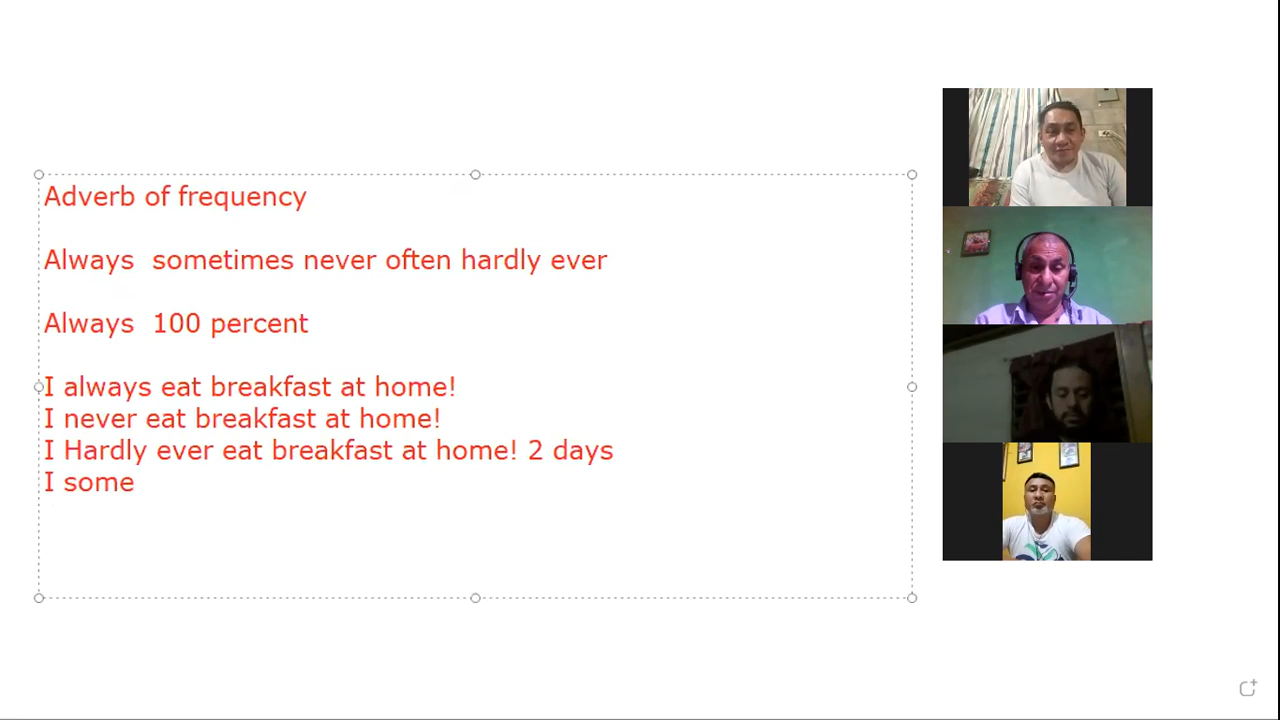 Adverb of frequency
Always  sometimes never often hardly ever
Always  100 percent
I always eat breakfast at home!
I never eat breakfast at home!
I Hardly ever eat breakfast at home! 2 days
I some